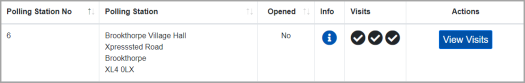 Polling Station No Polling Station Opened Info Visits Actions
6 Brookthorpe Village Hall No View Visits
Xpresssted Road
Brookthorpe
XL4 0LX